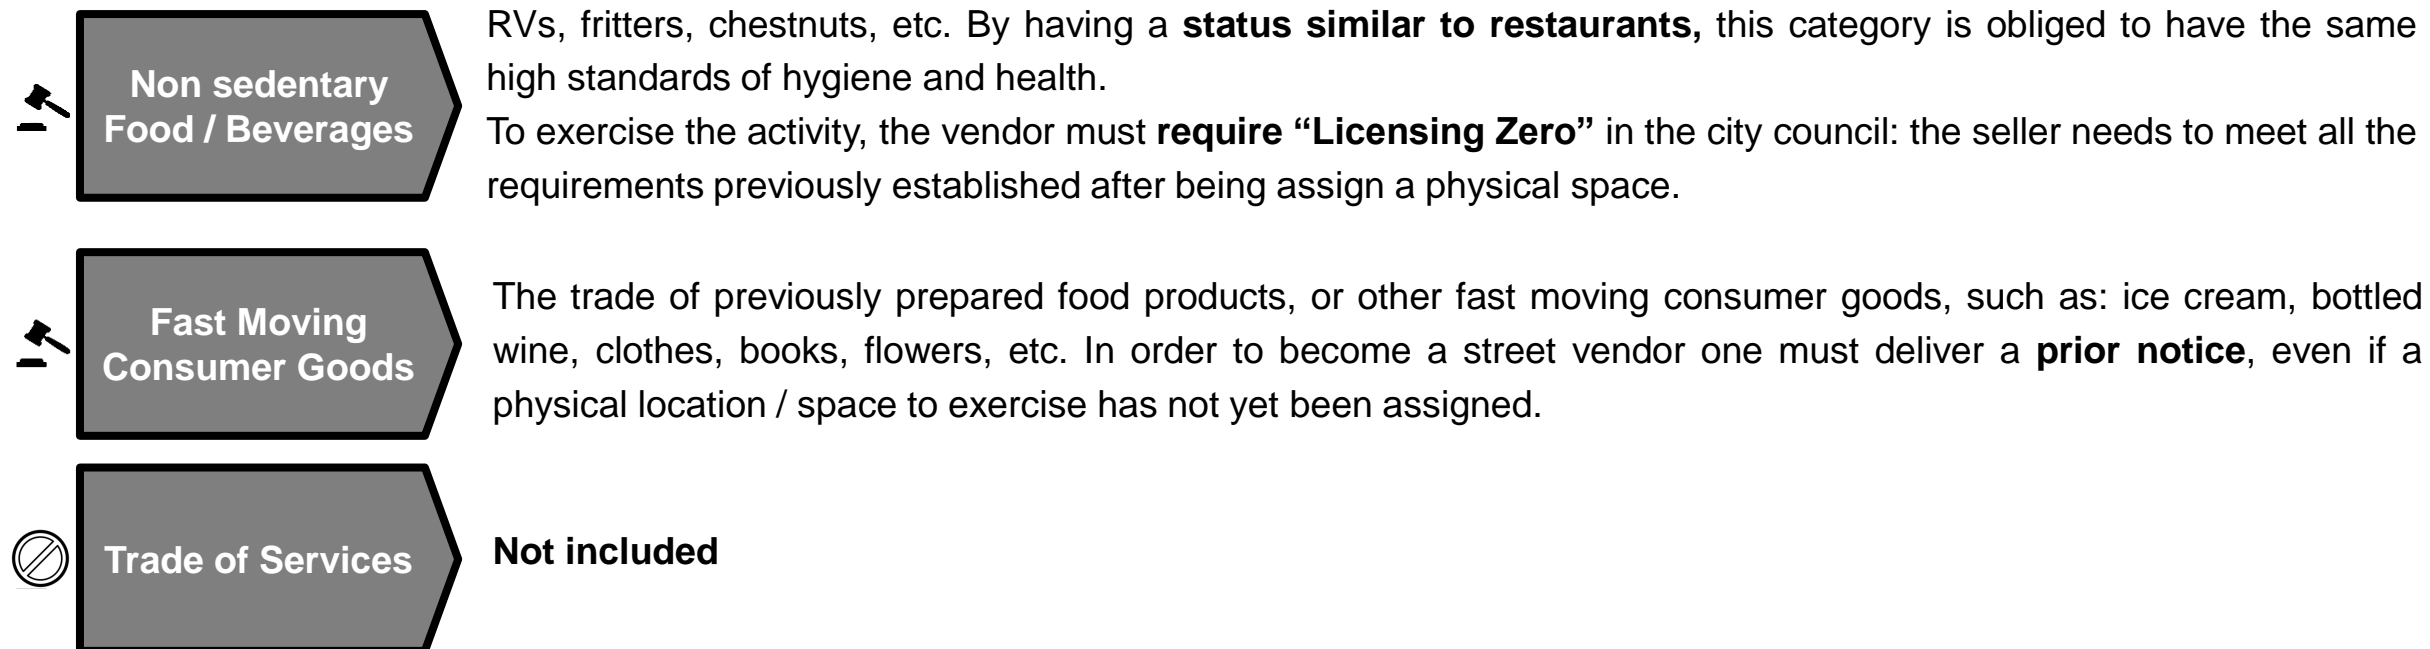 Non sedentary
Food / Beverages
RVs, fritters, chestnuts, etc. By having a status similar to restaurants, this category is obliged to have the same
high standards of hygiene and health.
To exercise the activity, the vendor must require “Licensing Zero” in the city council: the seller needs to meet all the
requirements previously established after being assign a physical space.
Fast Moving
Consumer Goods
The trade of previously prepared food products, or other fast moving consumer goods, such as: ice cream, bottled
wine, clothes, books, flowers, etc. In order to become a street vendor one must deliver a prior notice, even if a
physical location / space to exercise has not yet been assigned.
Trade of Services
Not included